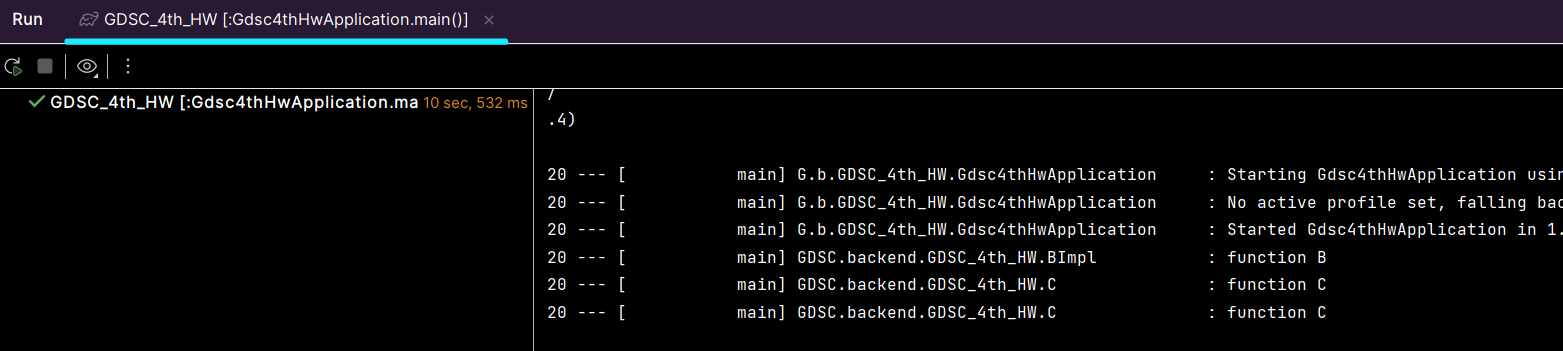 Run GDSC_4th_HW [:Gdsc4thHwApplication.main()]
GDSC_4th_HW [:Gdsc4thHwApplication.ma 10 sec, 532 ms
/
.4)
20 --- [           main] G.b.GDSC_4th_HW.Gdsc4thHwApplication     : Starting Gdsc4thHwApplication usin
20 --- [           main] G.b.GDSC_4th_HW.Gdsc4thHwApplication     : No active profile set, falling bac
20 --- [           main] G.b.GDSC_4th_HW.Gdsc4thHwApplication     : Started Gdsc4thHwApplication in 1.
20 --- [           main] GDSC.backend.GDSC_4th_HW.BImpl           : function B
20 --- [           main] GDSC.backend.GDSC_4th_HW.C               : function C
20 --- [           main] GDSC.backend.GDSC_4th_HW.C               : function C